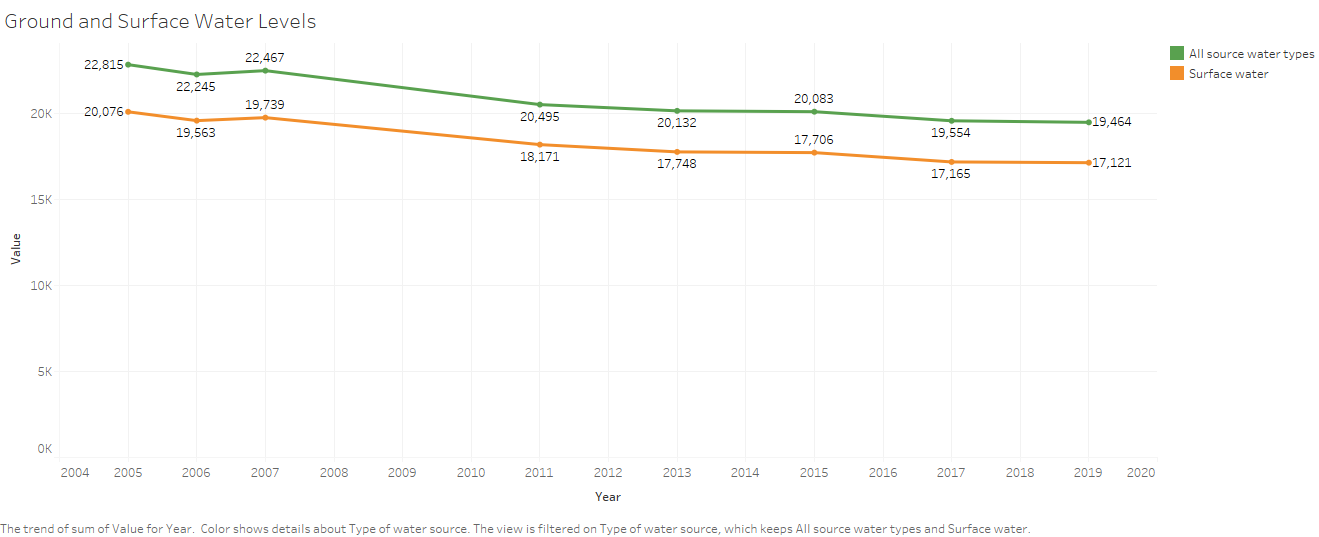 Ground and Surface Water Levels
All source water types
Surface water
22,815
22,245
22,467
20,495
20,132
20,083
19,554
19,464
20,076
19,563
19,739
18,171
17,748
17,706
17,165
17,121
20K
15K
10K
5K
0K
Value
2004 2005 2006 2007 2008 2009 2010 2011 2012 2013 2014 2015 2016 2017 2018 2019 2020
Year
The trend of sum of Value for Year.  Color shows details about Type of water source. The view is filtered on Type of water source, which keeps All source water types and Surface water.